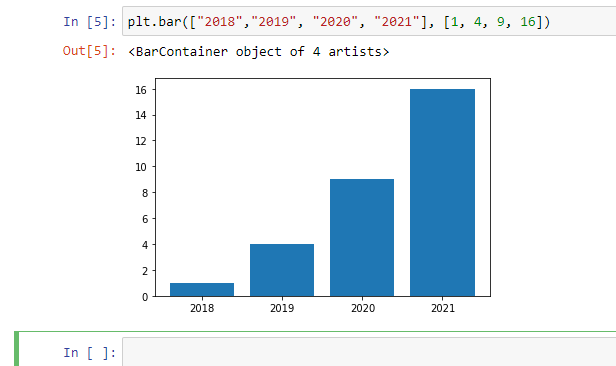 In [5]: plt.bar(["2018","2019", "2020", "2021"], [1, 4, 9, 16])
Out[5]: <BarContainer object of 4 artists>
16
14
12
10
8
6
4
2
0
2018 2019 2020 2021
In [ ]: